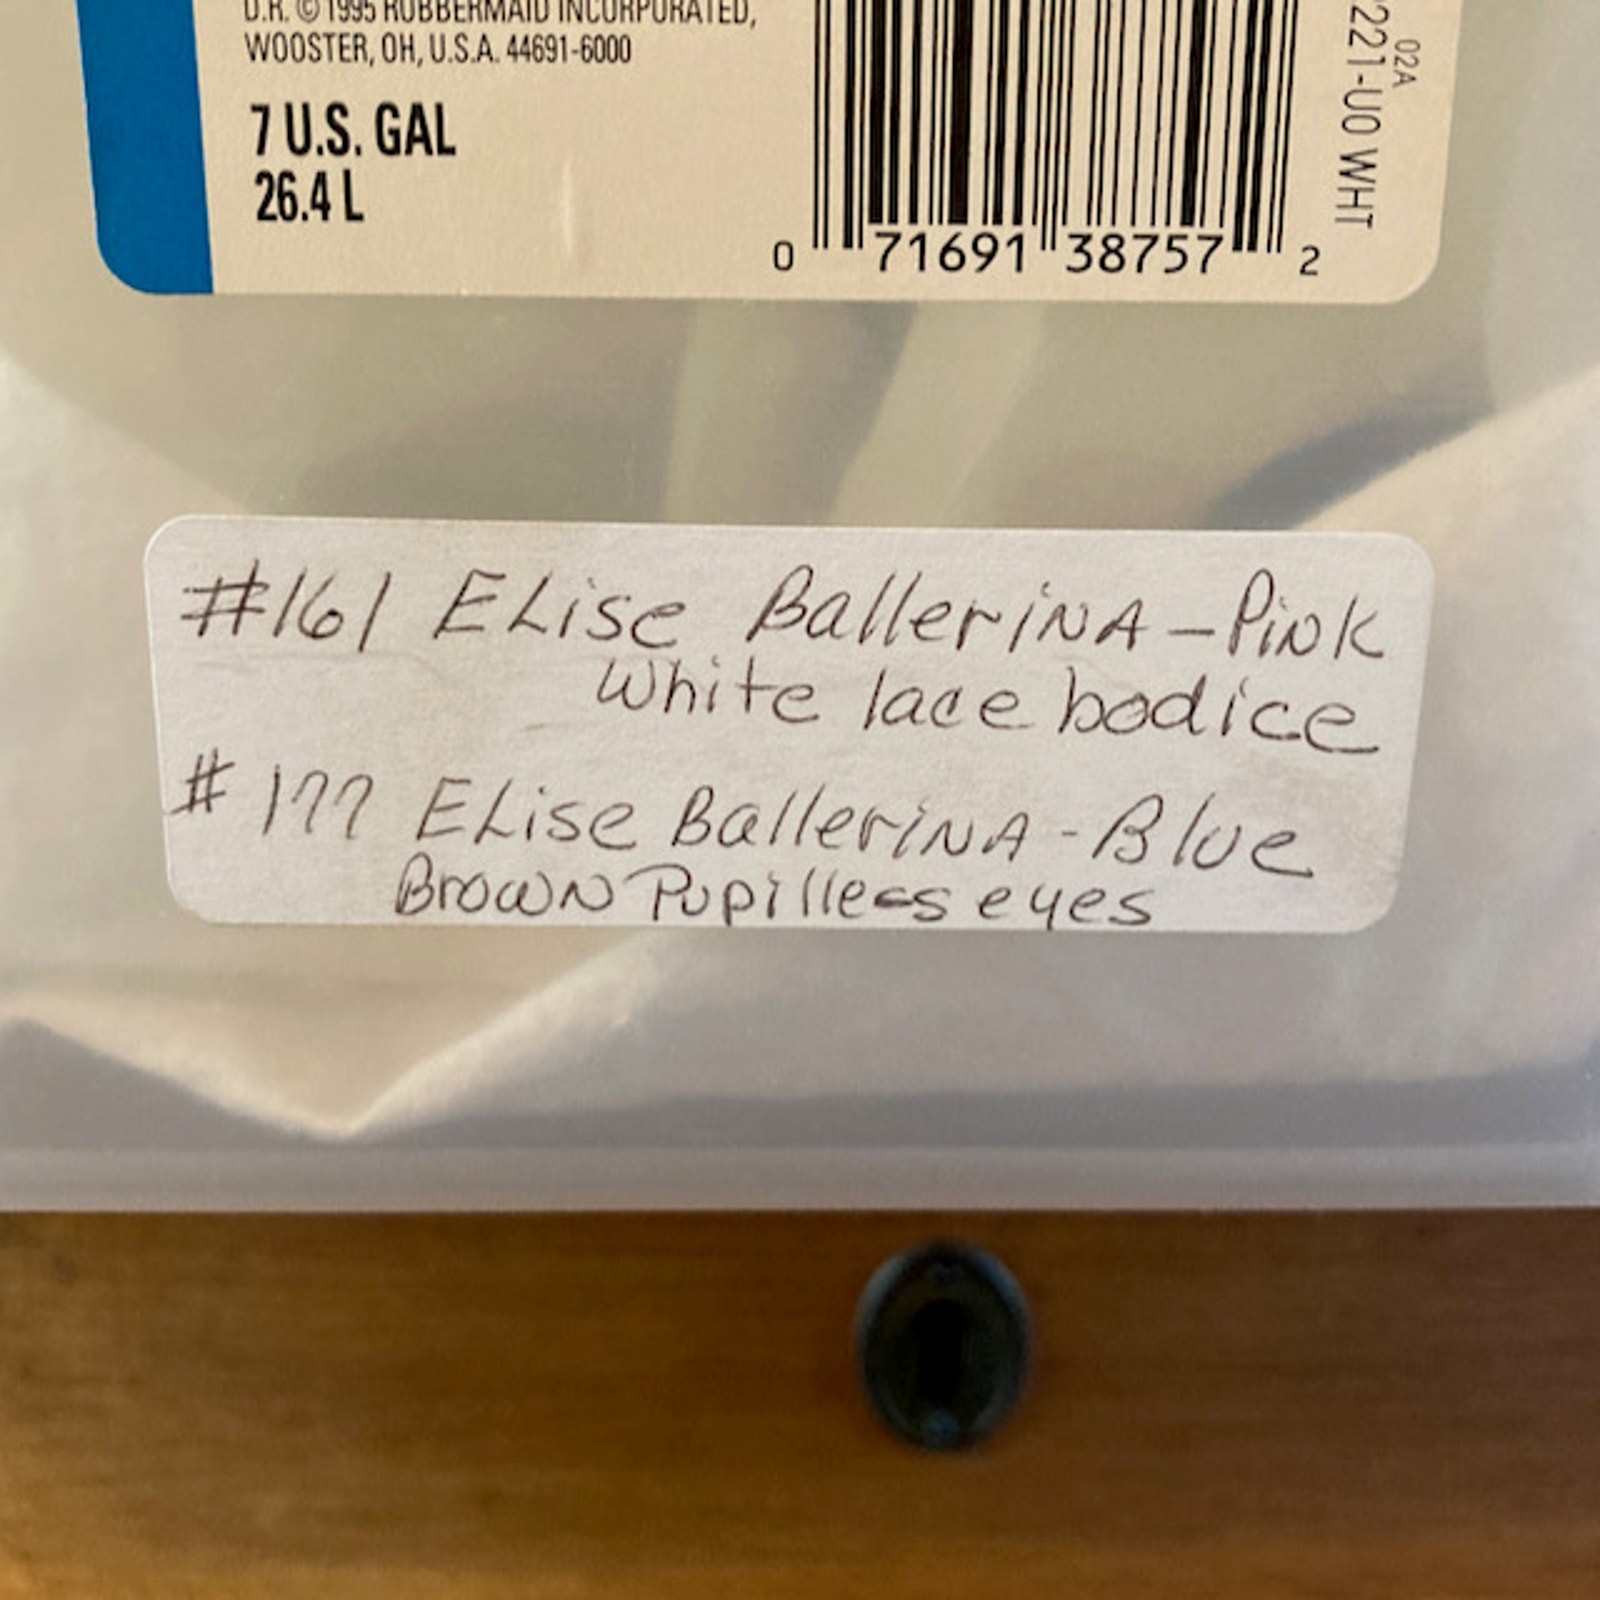 D.R. © 1995 RUBBERMAID INCORPORATED,
WOOSTER, OH, U.S.A. 44691-6000
7 U.S. GAL
26.4 L
0 71691 38757 2
02A
2221-U0 WHT
#161 Elise Ballerina - Pink
White lace bodice
# 177 Elise Ballerina - Blue
Brown Pupilless eyes